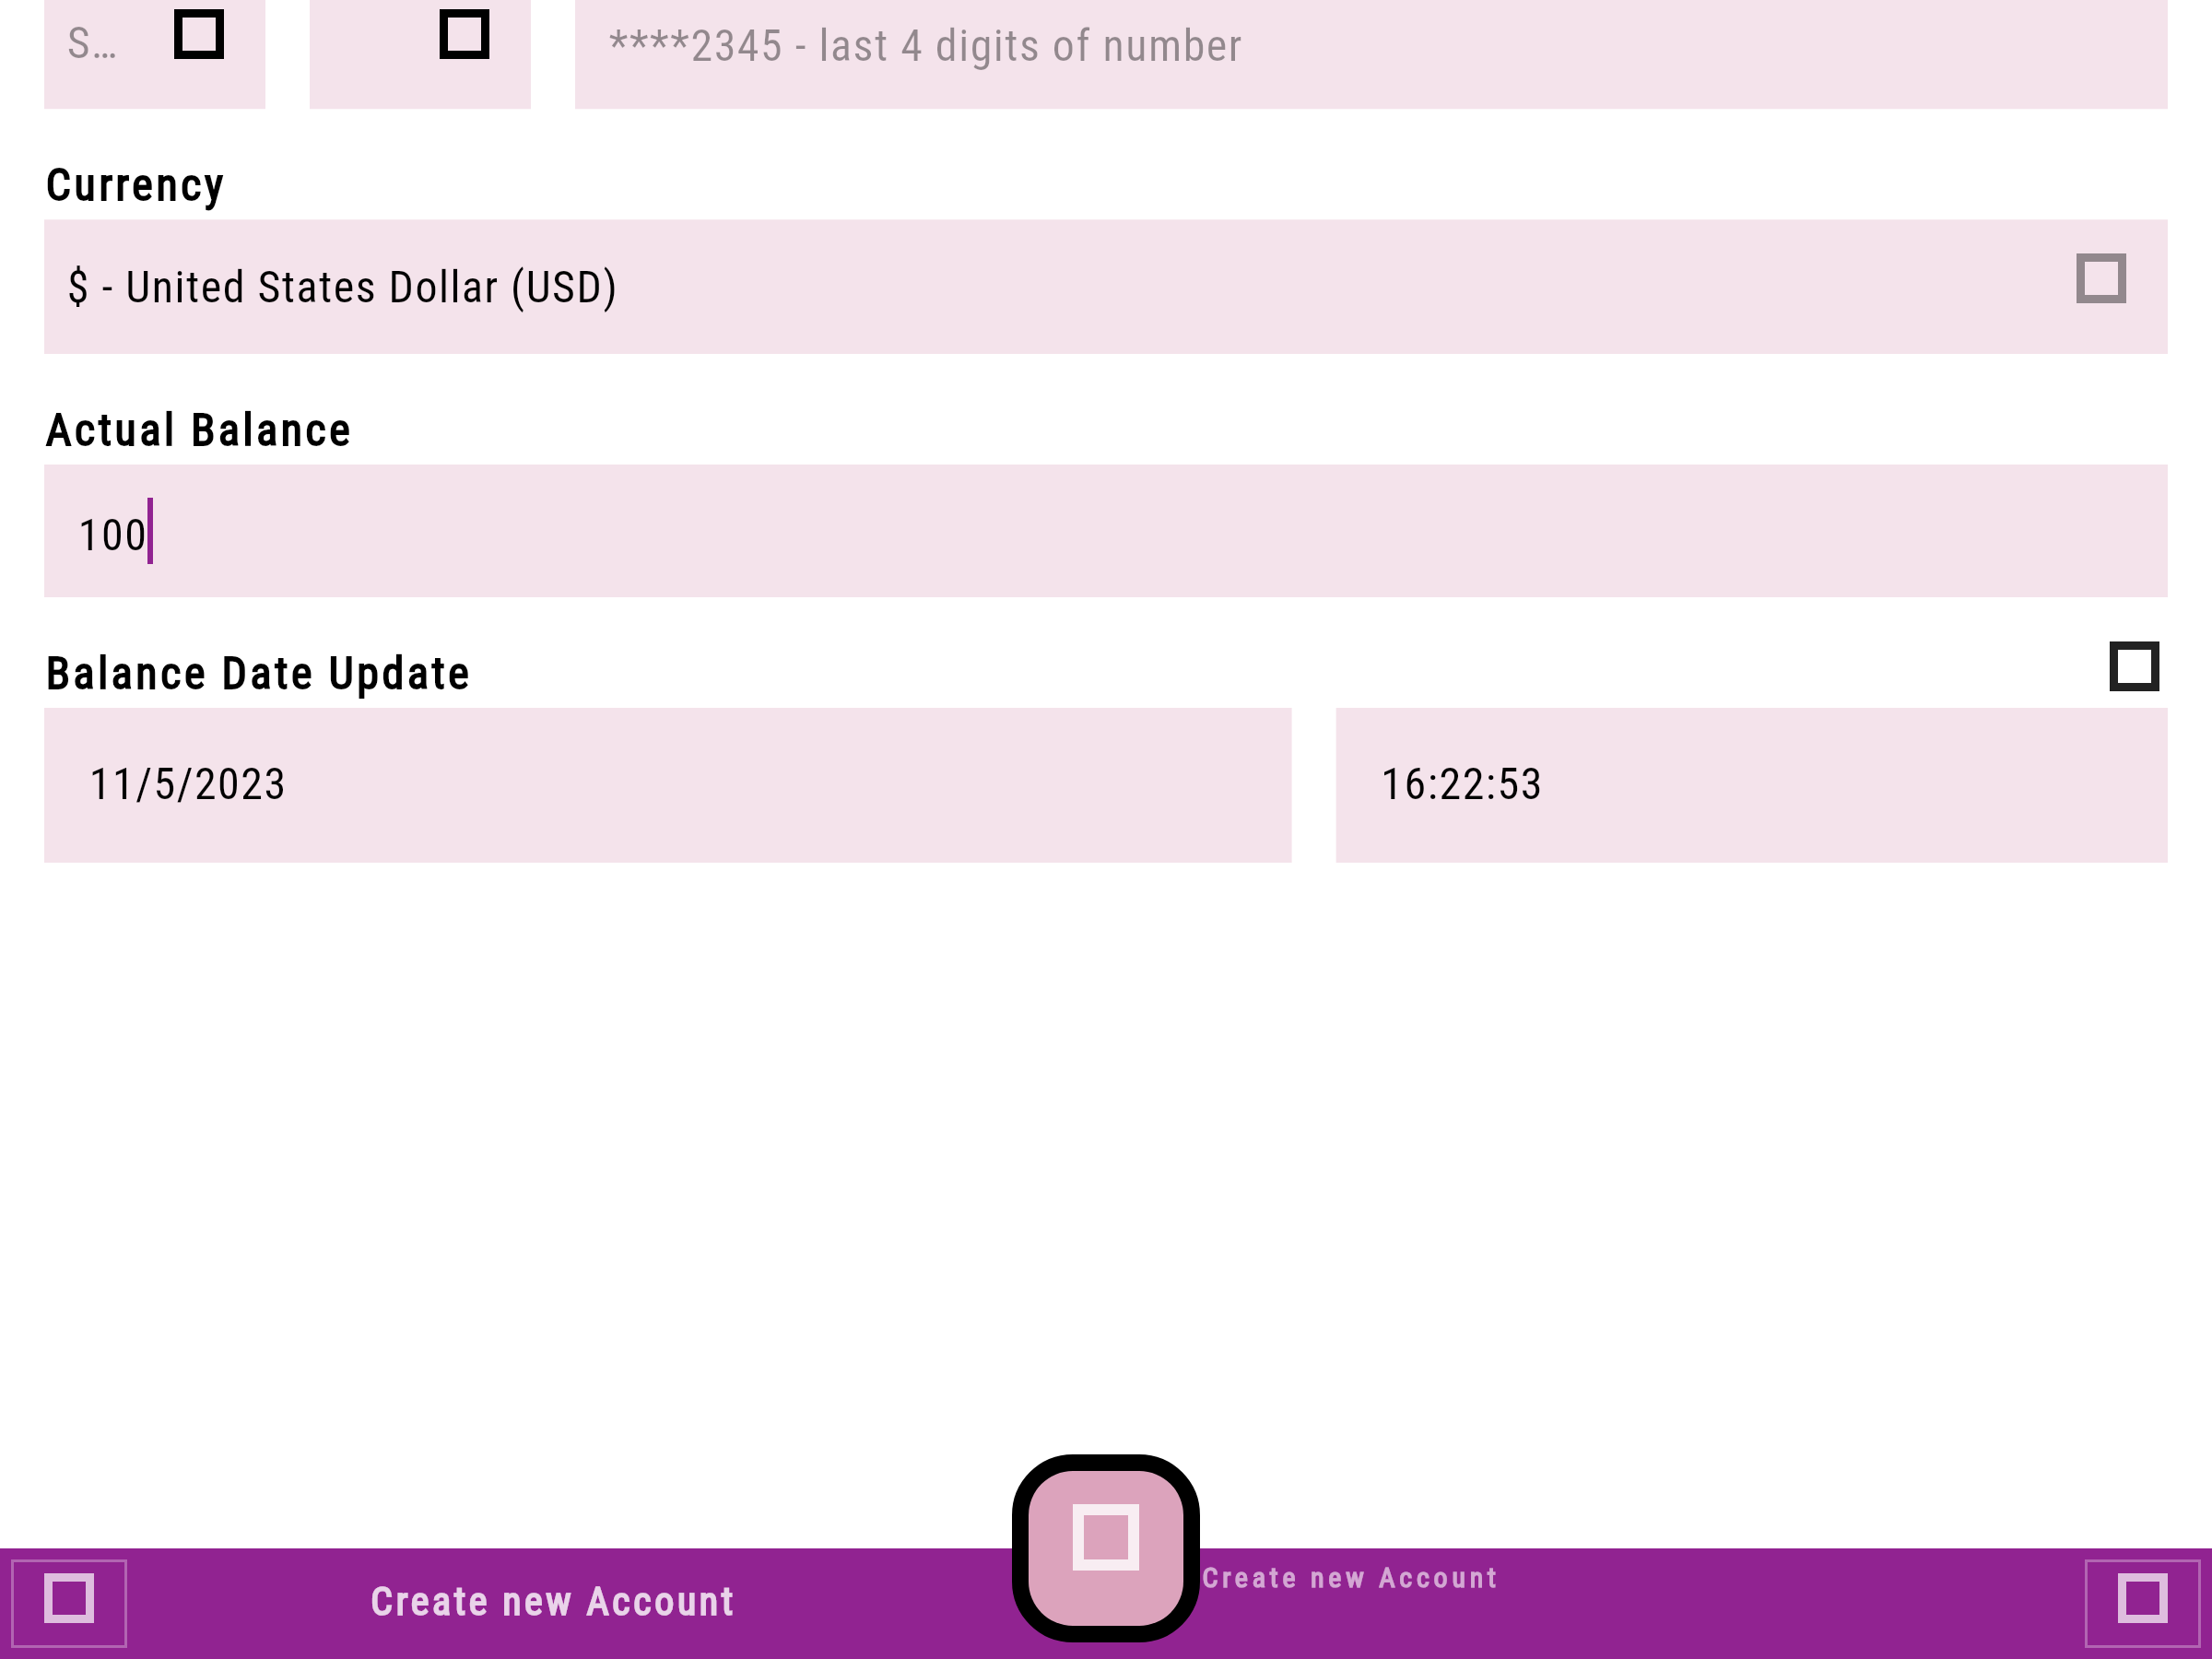 S…
****2345 - last 4 digits of number
Currency
$ - United States Dollar (USD)
Actual Balance
100
Balance Date Update
11/5/2023
16:22:53
Create new Account
Create new Account